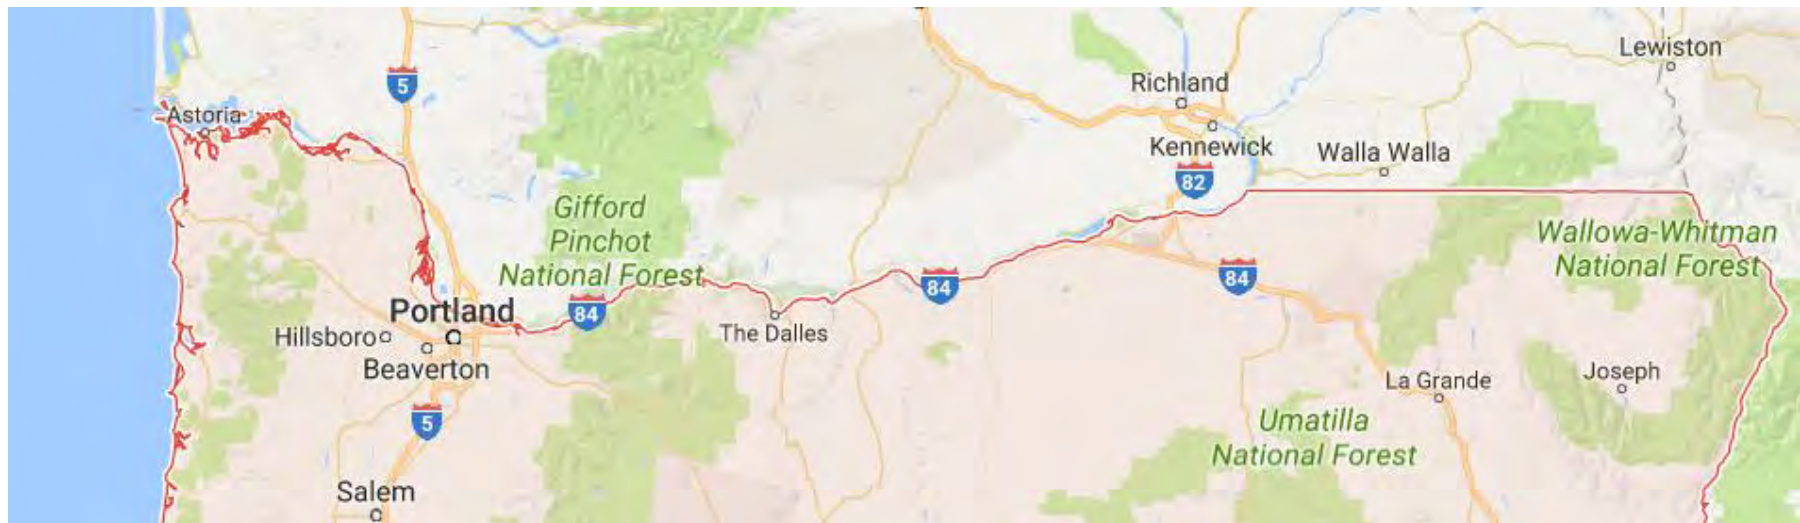 Lewiston
5
Richland
Astoria
Kennewick
Walla Walla
82
Gifford
Pinchot
National Forest
Wallowa-Whitman
National Forest
84
84
84
Portland
Hillsboro
The Dalles
Beaverton
La Grande
Joseph
5
Umatilla
National Forest
Salem